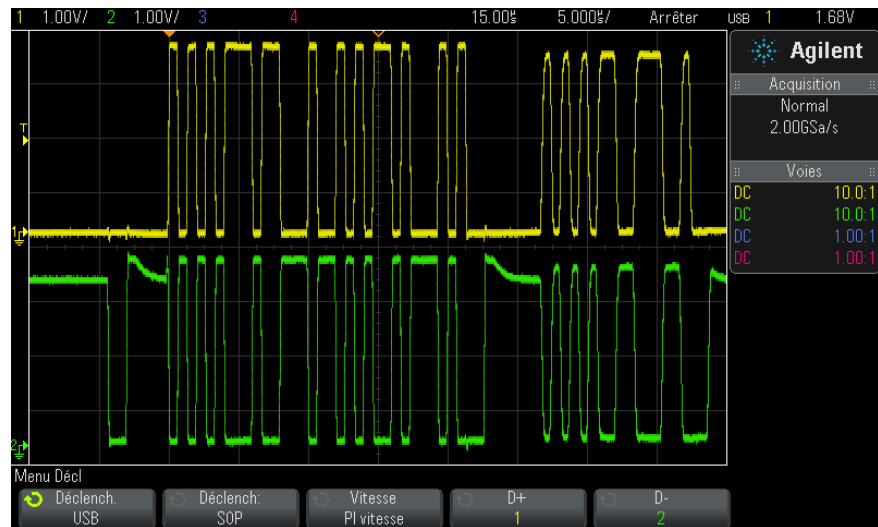 1 1.00V/ 2 1.00V/ 3 4 15.00s 5.000s/ Arrêter USB 1 1.68V
Agilent
Acquisition
Normal
2.00GSa/s
Voies
DC 10.0:1
DC 10.0:1
DC 1.00:1
DC 1.00:1
T
1
2
Menu Décl
Déclench. Déclench: Vitesse D+ D-
USB SOP Pl vitesse 1 2